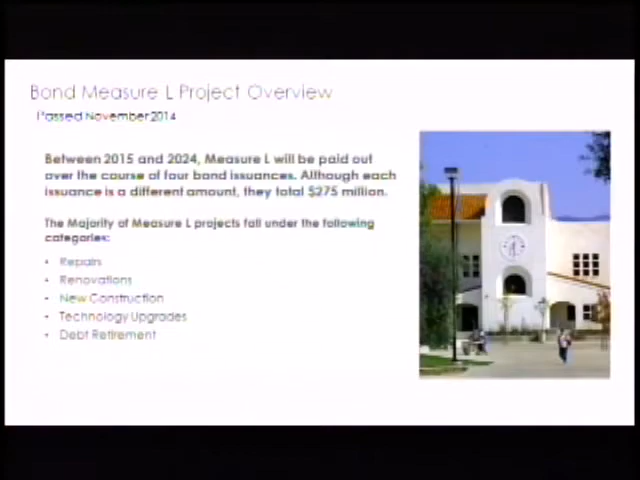 Bond Measure L Project Overview
Passed November 2014
Between 2015 and 2024, Measure L will be paid out
over the course of four bond issuances. Although each
issuance is a different amount, they total $275 million.
The Majority of Measure L projects fall under the following
categories:
• Repairs
• Renovations
• New Construction
• Technology Upgrades
• Debt Retirement